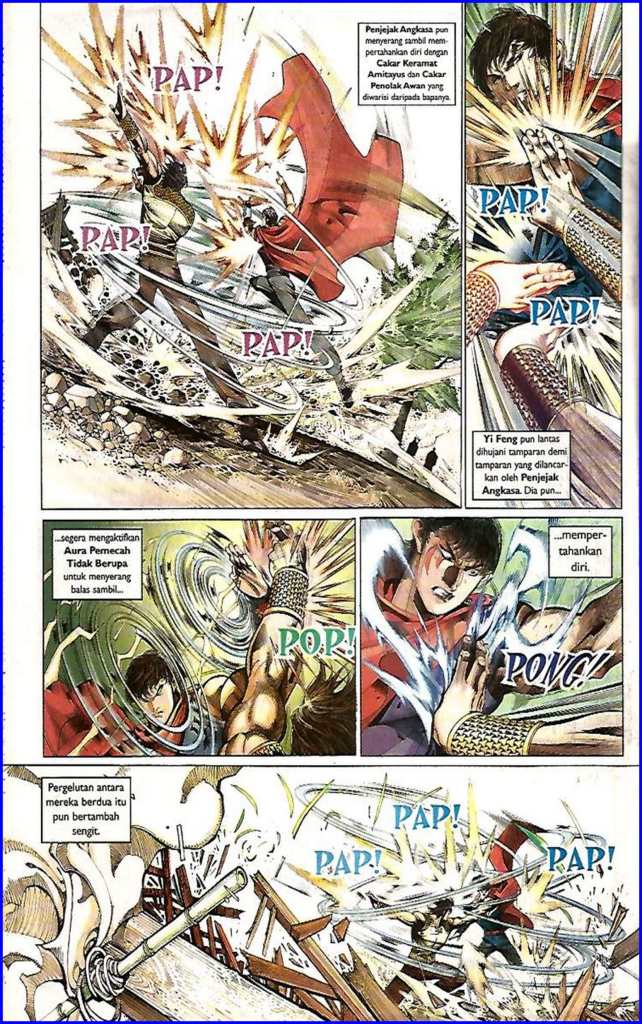 Penjejak Angkasa pun
menyerang sambil mem-
pertahankan diri dengan
Cakar Keramat
Amitayus dan Cakar
Penolak Awan yang
diwarisi daripada bapanya.
PAP!
PAP!
PAP!
PAP!
PAP!
Yi Feng pun lantas
dihujani tamparan demi
tamparan yang dilancar-
kan oleh Penjejak
Angkasa. Dia pun...
...segera mengaktifkan
Aura Pemecah
Tidak Berupa
untuk menyerang
balas sambil...
POP!
...memper-
tahankan
diri.
PONG!
Pergelutan antara
mereka berdua itu
pun bertambah
sengit.
PAP!
PAP!
PAP!